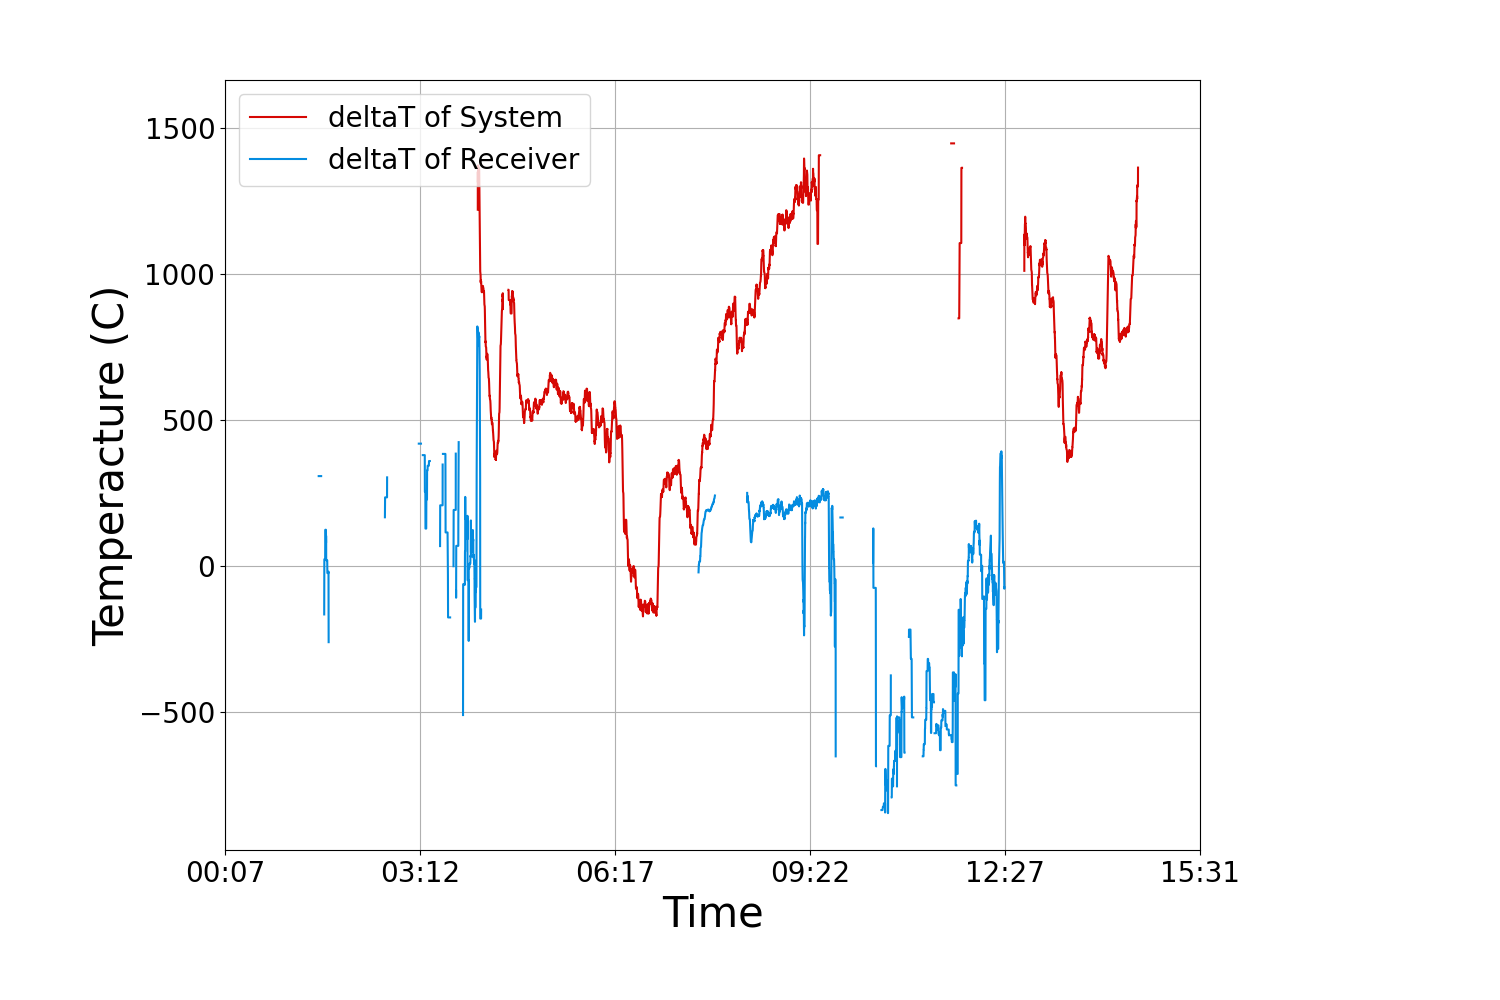 deltaT of System
deltaT of Receiver
Temperacture (C)
1500
1000
500
0
−500
00:07 03:12 06:17 09:22 12:27 15:31
Time